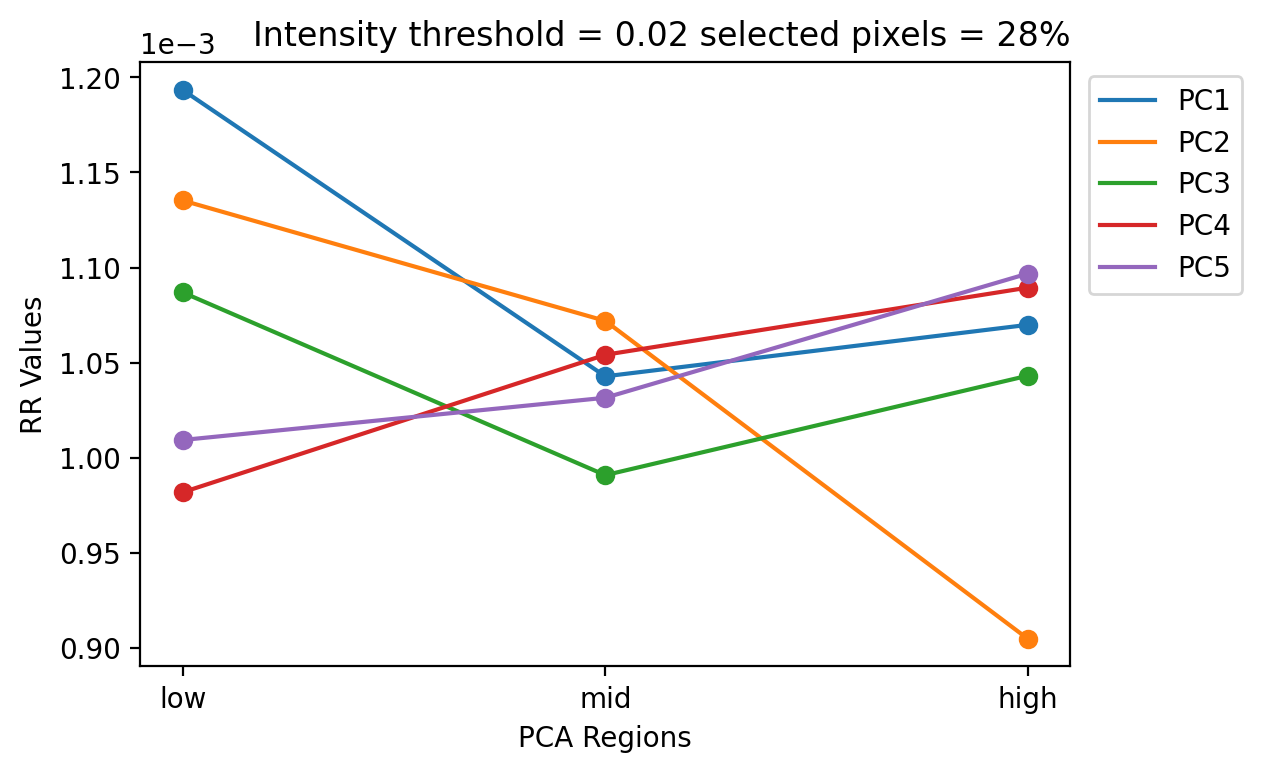 1e−3
Intensity threshold = 0.02 selected pixels = 28%
1.20
1.15
1.10
1.05
1.00
0.95
0.90
RR Values
low
mid
high
PCA Regions
PC1
PC2
PC3
PC4
PC5